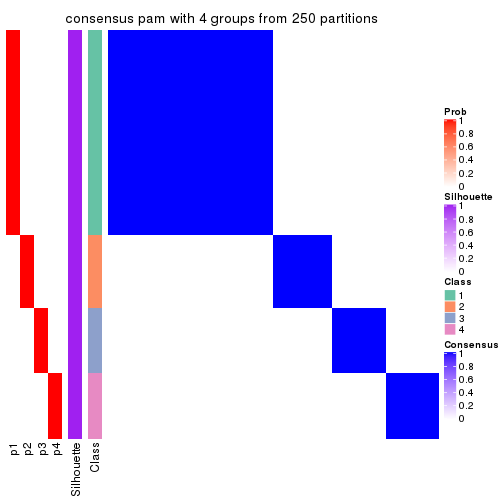 consensus pam with 4 groups from 250 partitions
Prob
1
0.8
0.6
0.4
0.2
0
Silhouette
1
0.8
0.6
0.4
0.2
0
Class
1
2
3
4
Consensus
1
0.8
0.6
0.4
0.2
0
p1
p2
p3
p4
Silhouette
Class